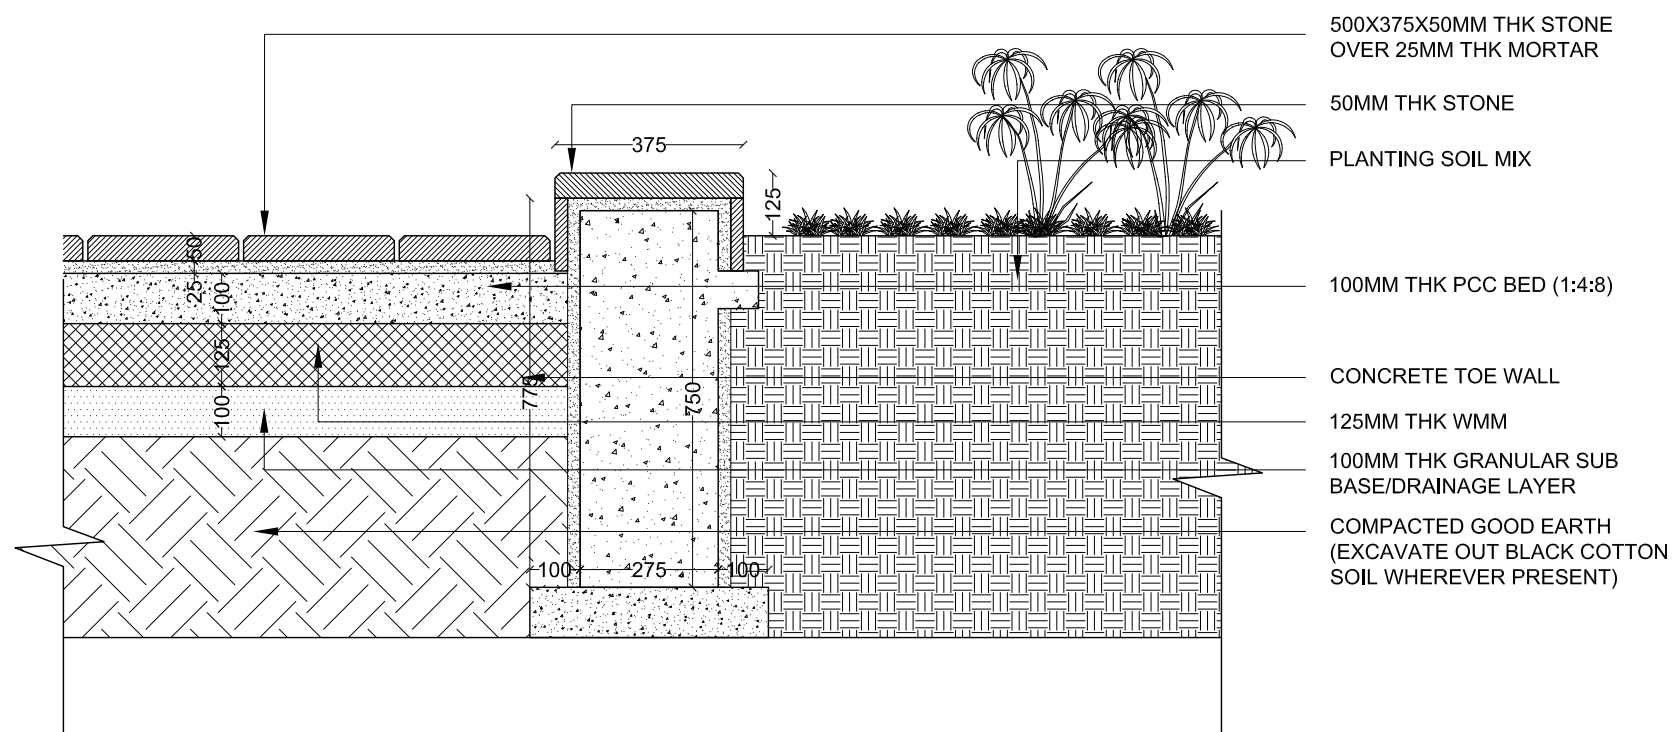 500X375X50MM THK STONE
OVER 25MM THK MORTAR
50MM THK STONE
PLANTING SOIL MIX
100MM THK PCC BED (1:4:8)
CONCRETE TOE WALL
125MM THK WMM
100MM THK GRANULAR SUB
BASE/DRAINAGE LAYER
COMPACTED GOOD EARTH
(EXCAVATE OUT BLACK COTTON
SOIL WHEREVER PRESENT)
375
125
50
25
100
125
100
775
750
100
275
100